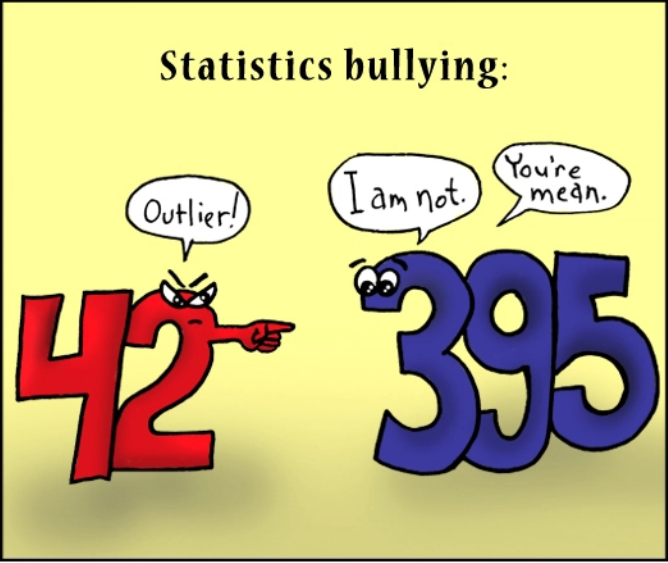 Statistics bullying:
Outlier!
I am not.
You're
mean.
42
395